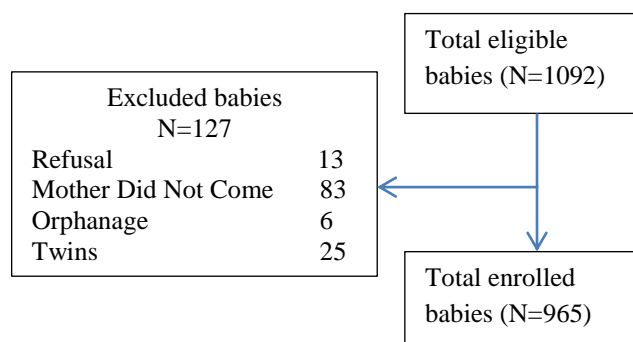 Total eligible
babies (N=1092)
Excluded babies
N=127
Refusal 13
Mother Did Not Come 83
Orphanage 6
Twins 25
Total enrolled
babies (N=965)